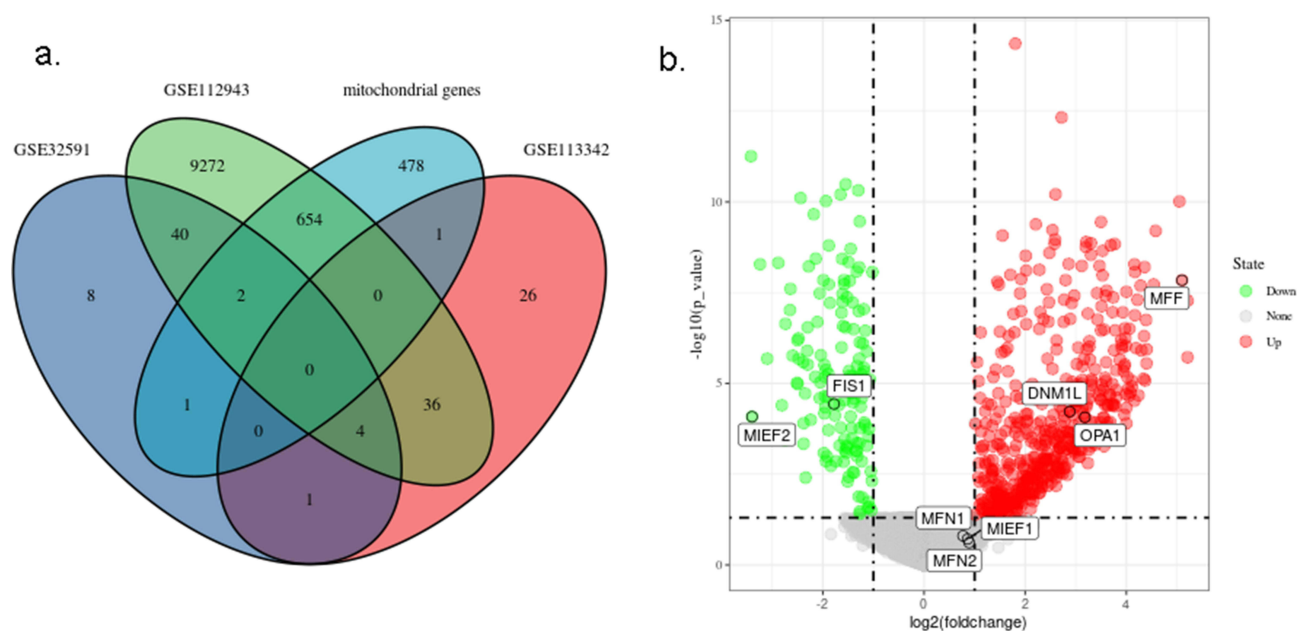 a.
GSE112943
mitochondrial genes
GSE32591
GSE113342
9272
478
654
40
1
8
2
0
26
0
1
36
0
4
1
b.
15
10
5
0
-log10(p_value)
MFF
FIS1
DNM1L
MIEF2
OPA1
MFN1
MIEF1
MFN2
-2
0
2
4
log2(foldchange)
State
Down
None
Up